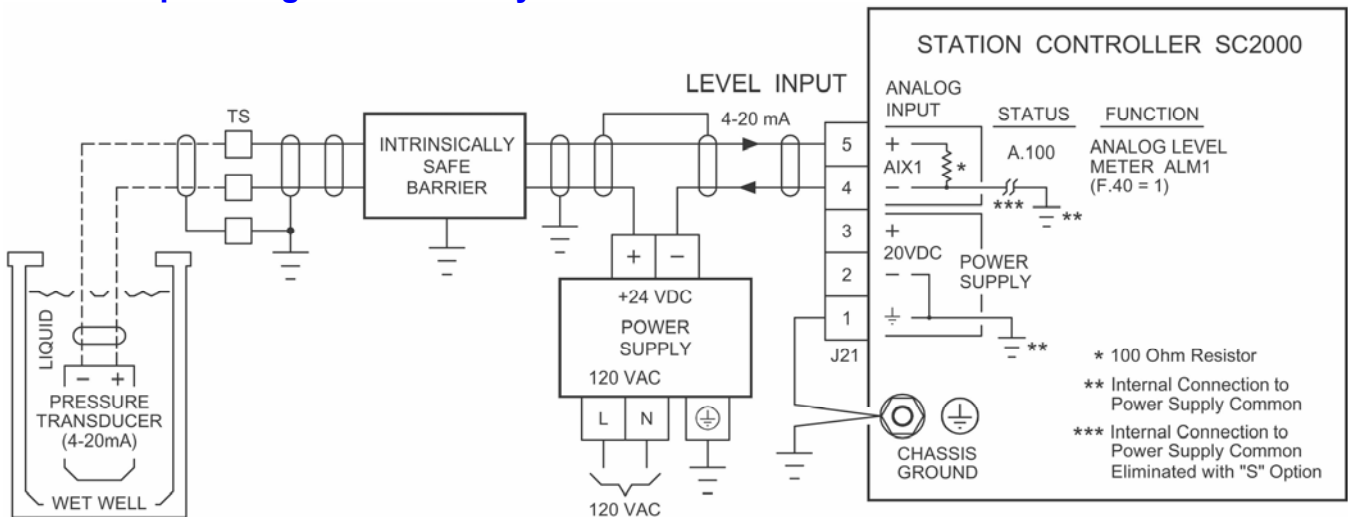 STATION CONTROLLER SC2000
LEVEL INPUT
4-20 mA
TS
INTRINSICALLY
SAFE
BARRIER
ANALOG
INPUT
STATUS
FUNCTION
5
+
AIX1
*
A.100
ANALOG LEVEL
METER ALM1
(F.40 = 1)
4
−
***
**
3
+
20VDC
2
−
POWER
SUPPLY
1
**
J21
+ −
+24 VDC
POWER
SUPPLY
120 VAC
L N
120 VAC
LIQUID
− +
PRESSURE
TRANSDUCER
(4-20mA)
WET WELL
CHASSIS
GROUND
* 100 Ohm Resistor
** Internal Connection to
Power Supply Common
*** Internal Connection to
Power Supply Common
Eliminated with "S" Option